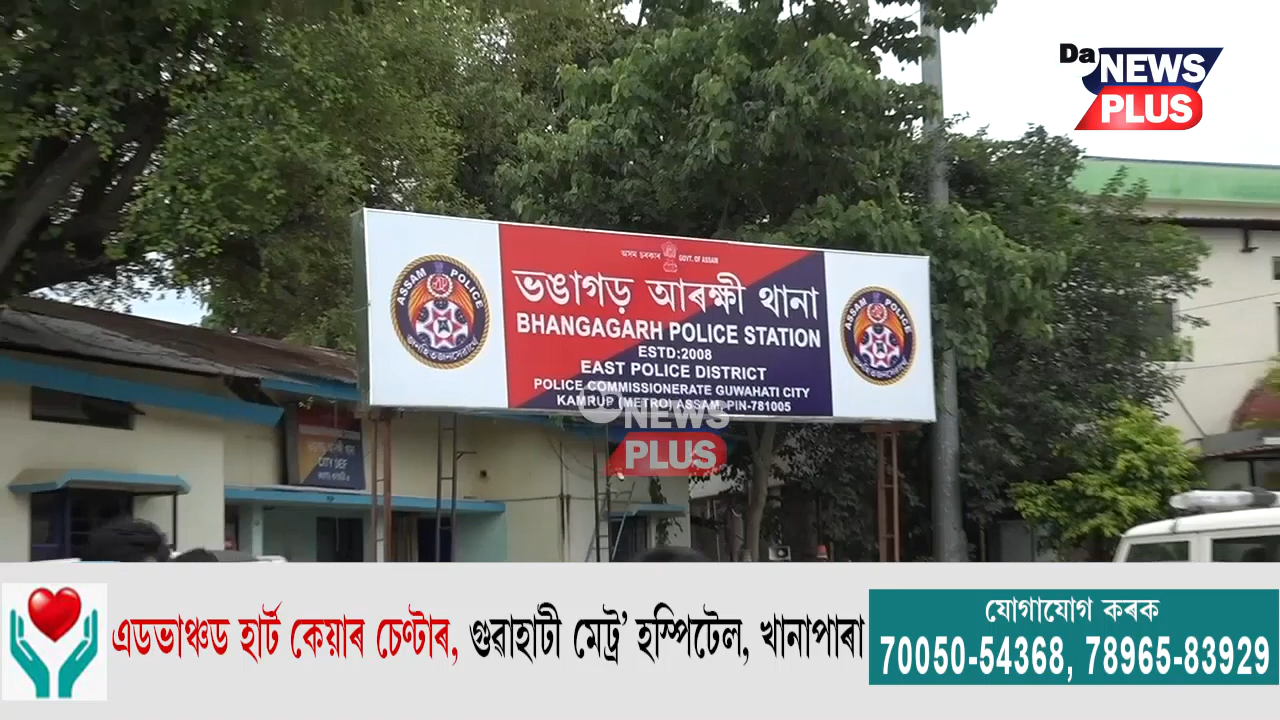 Da
NEWS
PLUS
অসম চৰকাৰ GOVT. OF ASSAM
ভঙাগড় আৰক্ষী থানা
BHANGAGARH POLICE STATION
ESTD:2008
EAST POLICE DISTRICT
POLICE COMMISSIONERATE GUWAHATI CITY
KAMRUP (METRO) ASSAM, PIN-781005
ASSAM POLICE
ASSAM POLICE
NEWS
PLUS
CITY DEF
এডভাঞ্চড হাৰ্ট কেয়াৰ চেণ্টাৰ, গুৱাহাটী মেট্ৰ' হস্পিটেল, খানাপাৰা
যোগাযোগ কৰক
70050-54368, 78965-83929